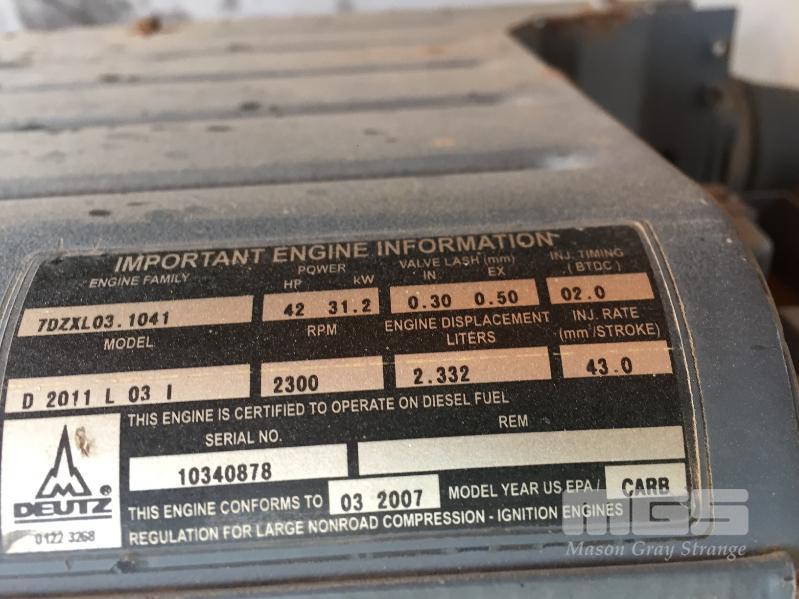 IMPORTANT ENGINE INFORMATION
ENGINE FAMILY
POWER
HP KW
VALVE LASH (mm)
IN EX
INJ. TIMING
(BTDC)
7DZXL03.1041
42 31.2
0.30 0.50
02.0
MODEL
RPM
ENGINE DISPLACEMENT
LITERS
INJ. RATE
(mm³/STROKE)
D 2011 L 03 I
2300
2.332
43.0
THIS ENGINE IS CERTIFIED TO OPERATE ON DIESEL FUEL
SERIAL NO.
REM
10340878
DEUTZ ®
0122 3268
THIS ENGINE CONFORMS TO 03 2007 MODEL YEAR US EPA / CARB
REGULATION FOR LARGE NONROAD COMPRESSION - IGNITION ENGINES
MGS
Mason Gray Strange